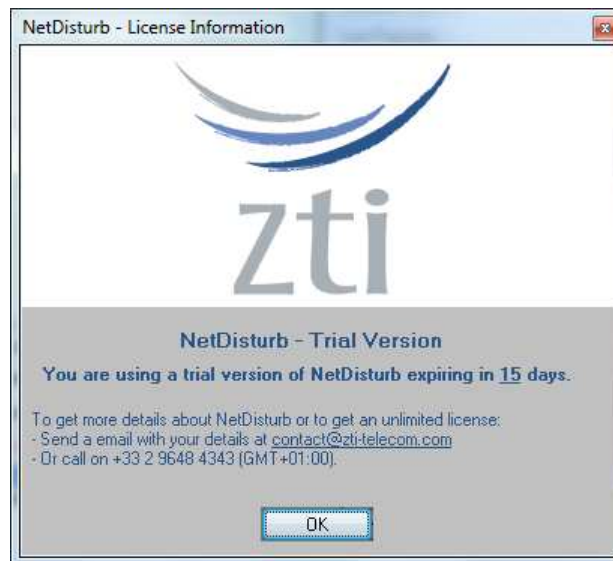 NetDisturb - License Information
zti
NetDisturb - Trial Version
You are using a trial version of NetDisturb expiring in 15 days.
To get more details about NetDisturb or to get an unlimited license:
- Send a email with your details at contact@zti-telecom.com
- Or call on +33 2 9648 4343 (GMT+01:00).
OK